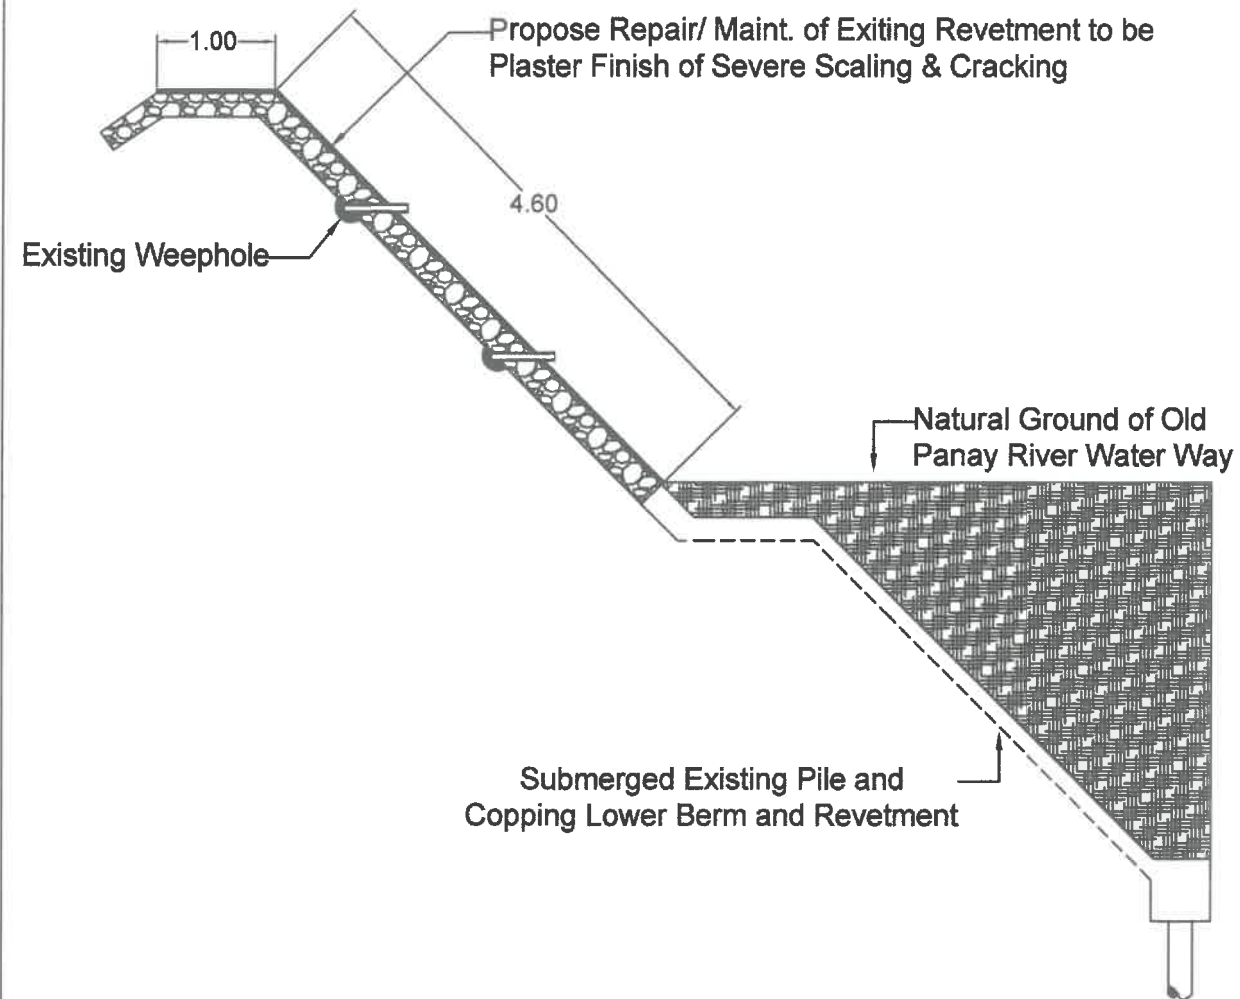 1.00
Propose Repair/ Maint. of Exiting Revetment to be
Plaster Finish of Severe Scaling & Cracking
4.60
Existing Weephole
Natural Ground of Old
Panay River Water Way
Submerged Existing Pile and
Copping Lower Berm and Revetment